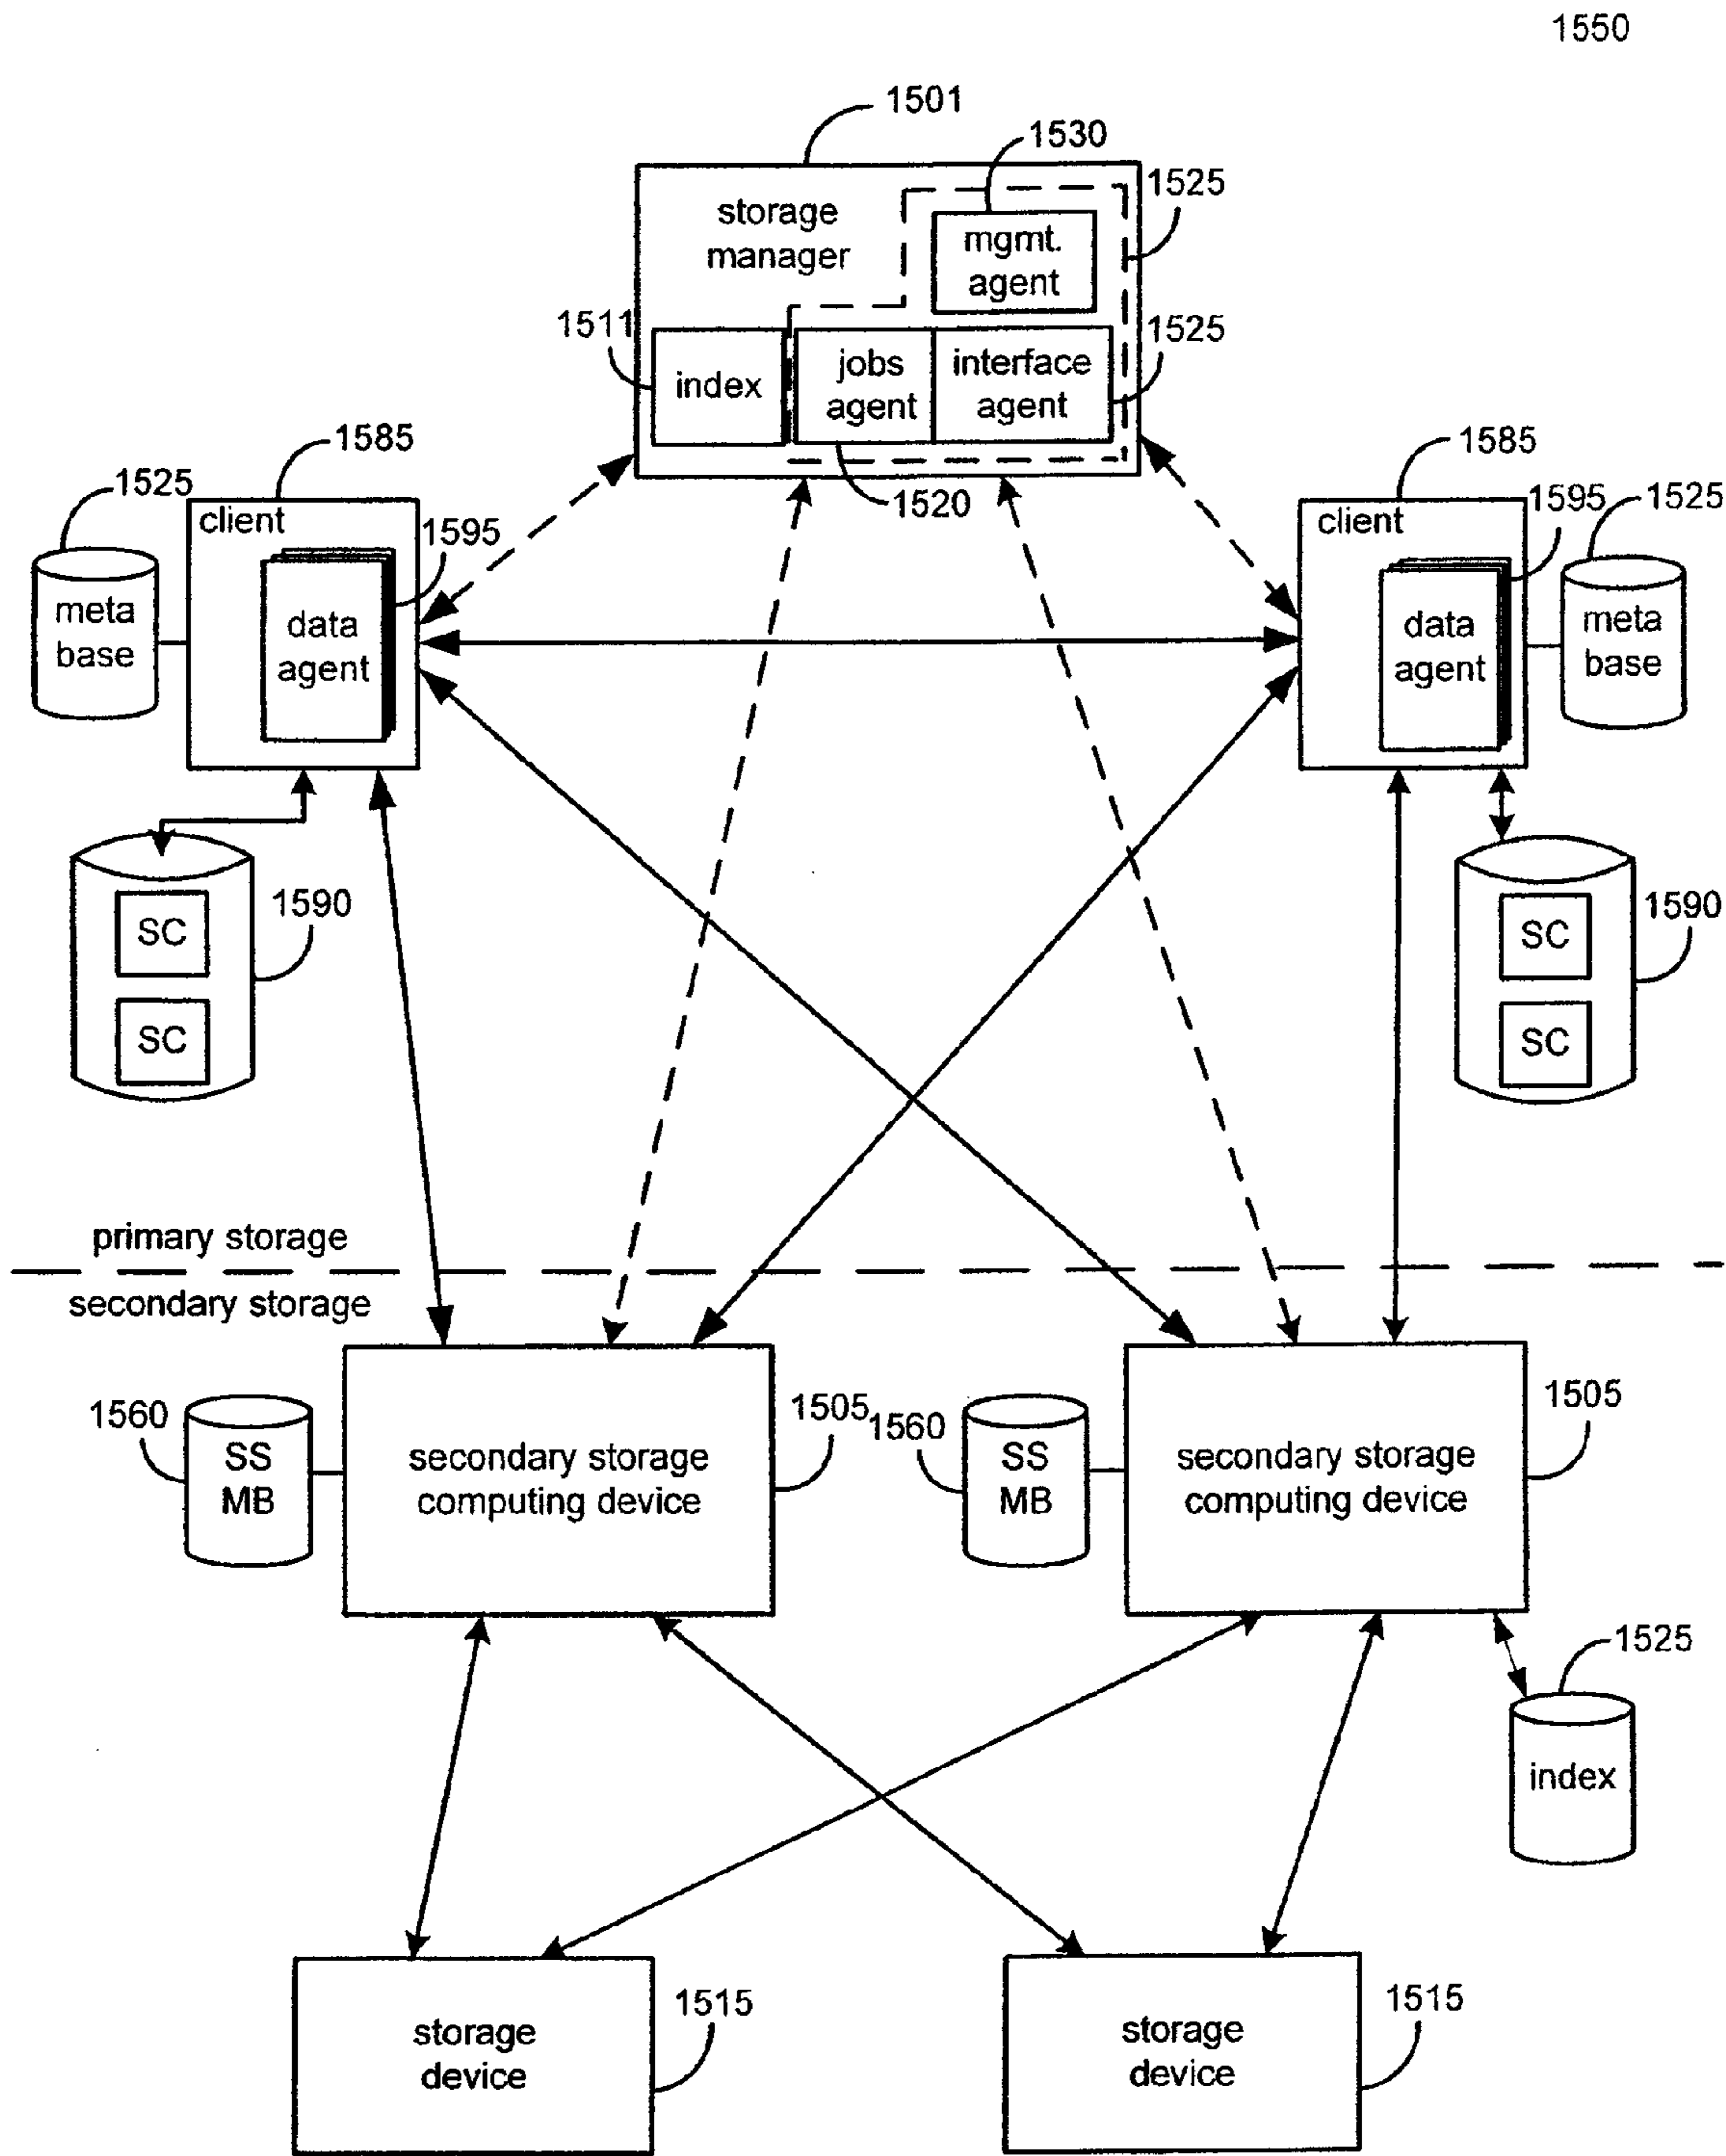 1550
1501
1530
1525
storage
manager
mgmt.
agent
1511
index
jobs
agent
interface
agent
1525
1520
1585
1525
client
1595
data
agent
meta
base
1585
client
1595
1525
data
agent
meta
base
SC
SC
1590
SC
SC
1590
primary storage
secondary storage
1560
SS
MB
secondary storage
computing device
1505
1560
SS
MB
secondary storage
computing device
1505
1525
index
storage
device
1515
storage
device
1515